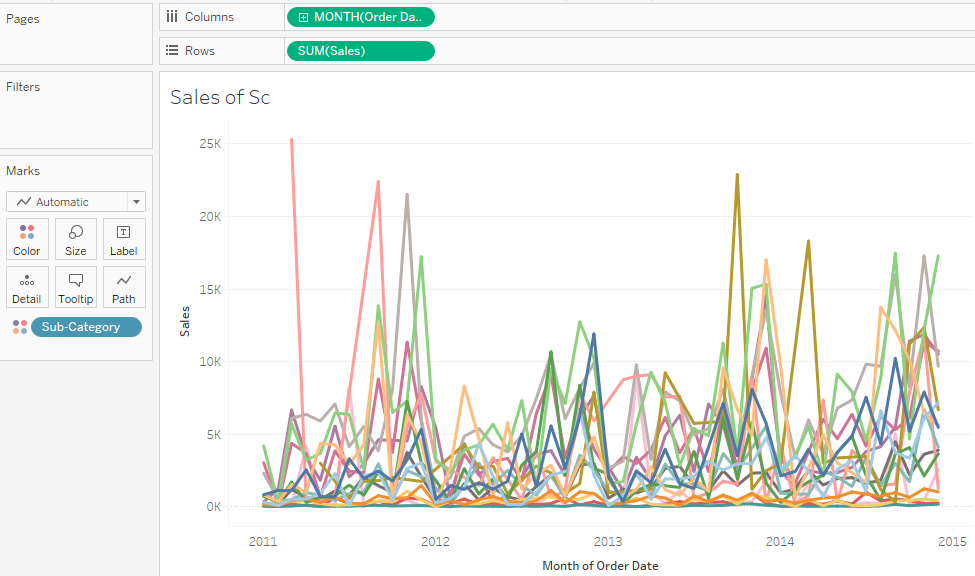 Pages
Columns
MONTH(Order Da..
Rows
SUM(Sales)
Filters
Sales of Sc
Marks
Automatic
Color
Size
Label
Detail
Tooltip
Path
Sub-Category
Sales
25K
20K
15K
10K
5K
0K
2011
2012
2013
2014
2015
Month of Order Date